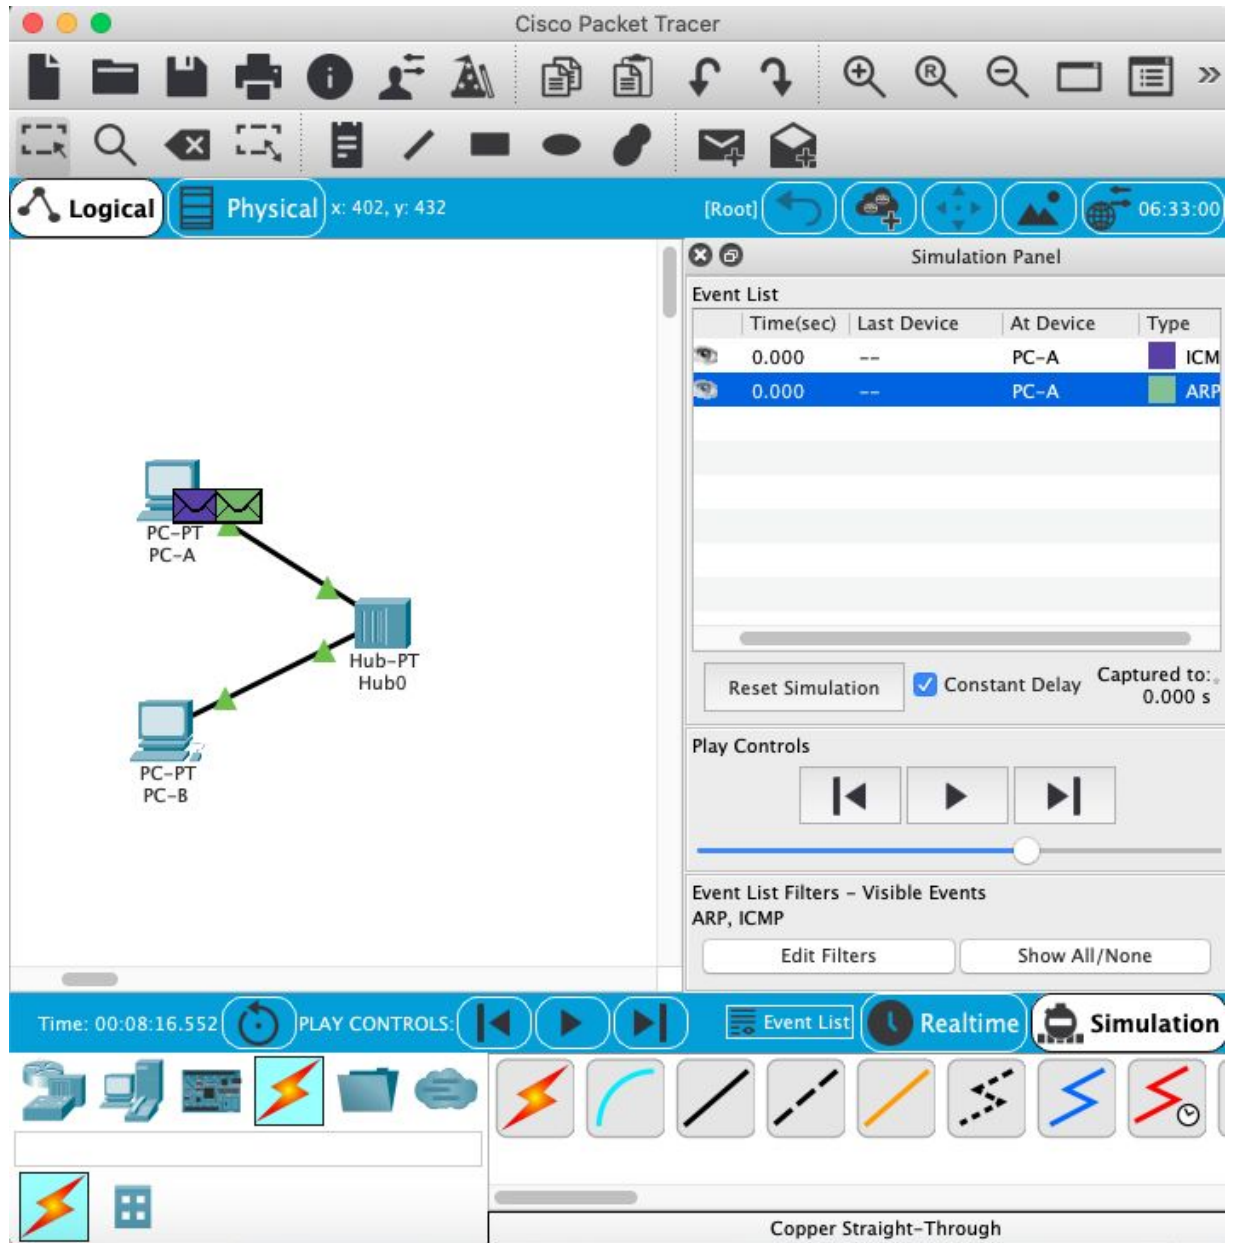 Cisco Packet Tracer
Logical Physical x: 402, y: 432 [Root] 06:33:00
Simulation Panel
Event List
Time(sec) Last Device At Device Type
0.000 -- PC-A ICM
0.000 -- PC-A ARP
PC-PT
PC-A
Hub-PT
Hub0
PC-PT
PC-B
Reset Simulation Constant Delay Captured to:
0.000 s
Play Controls
Event List Filters - Visible Events
ARP, ICMP
Edit Filters Show All/None
Time: 00:08:16.552 PLAY CONTROLS: Event List Realtime Simulation
Copper Straight-Through